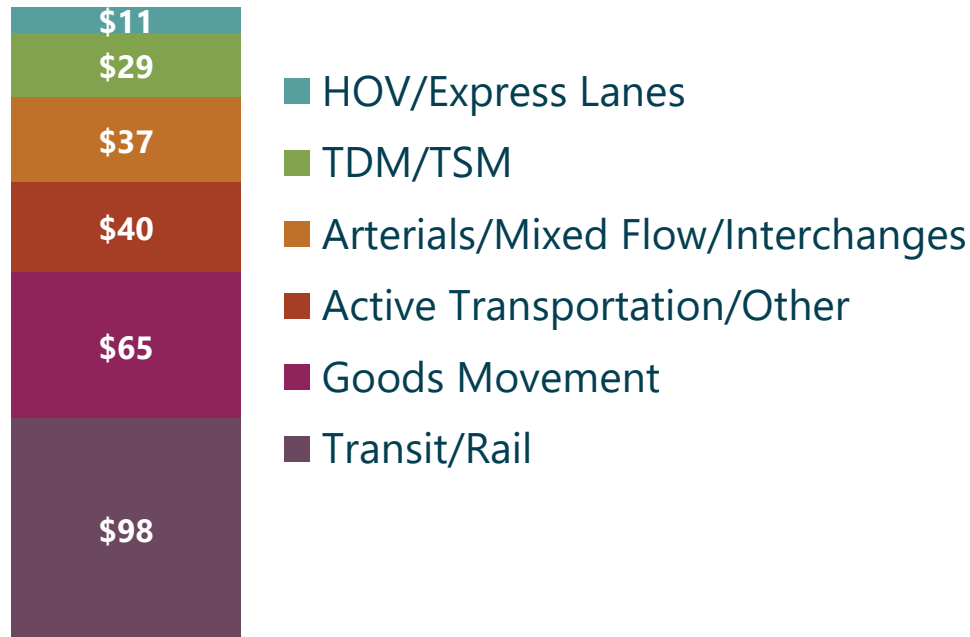 $11
$29
$37
$40
$65
$98
HOV/Express Lanes
TDM/TSM
Arterials/Mixed Flow/Interchanges
Active Transportation/Other
Goods Movement
Transit/Rail